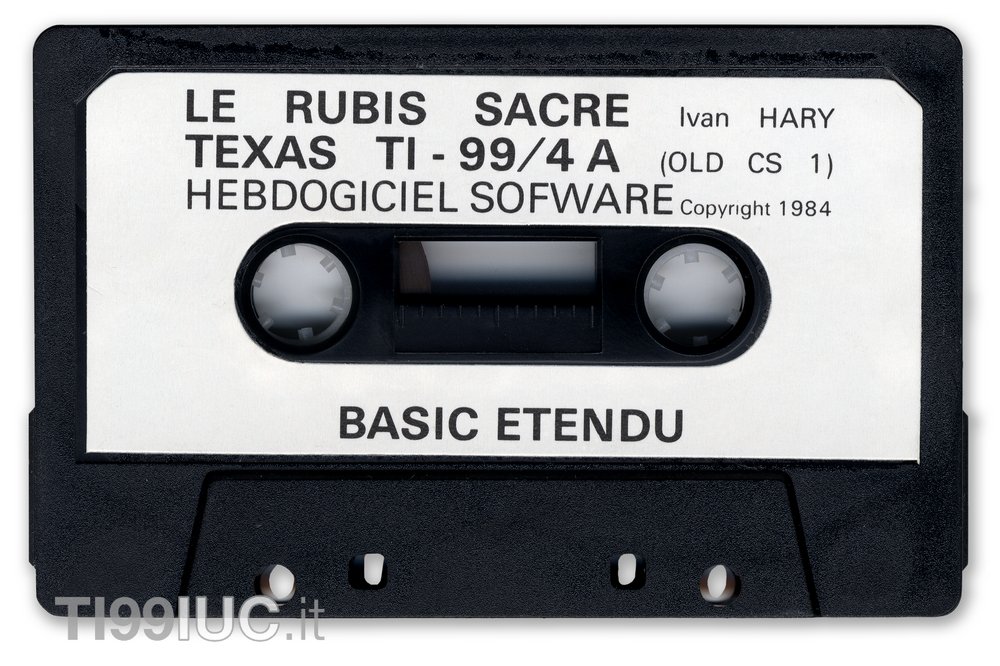 LE RUBIS SACRE Ivan HARY
TEXAS TI - 99/4 A (OLD CS 1)
HEBDOGICIEL SOFWARE Copyright 1984
BASIC ETENDU
TI99IUC.it